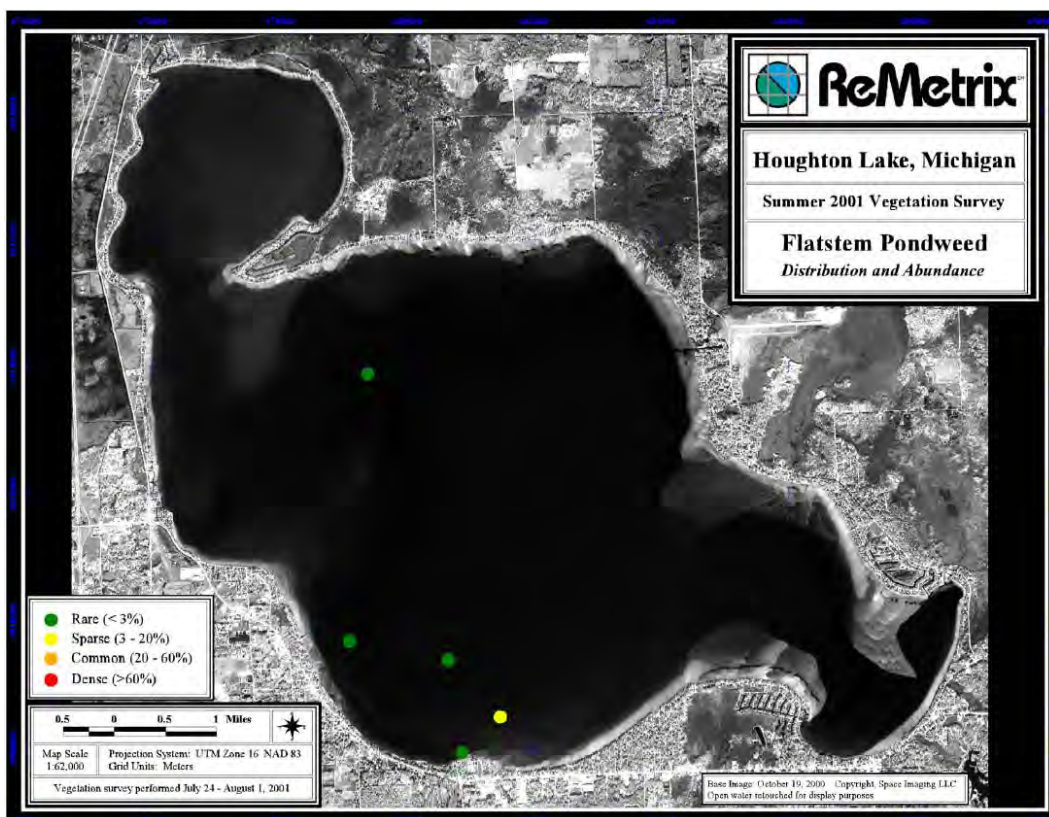 ReMetrix
Houghton Lake, Michigan
Summer 2001 Vegetation Survey
Flatstem Pondweed
Distribution and Abundance
Rare (< 3%)
Sparse (3 - 20%)
Common (20 - 60%)
Dense (>60%)
0.5 0 0.5 1 Miles
Map Scale
1:62,000
Projection System: UTM Zone 16 NAD 83
Grid Units: Meters
Vegetation survey performed July 24 - August 1, 2001
Base Image: October 19, 2000 Copyright, Space Imaging LLC
Open water retouched for display purposes